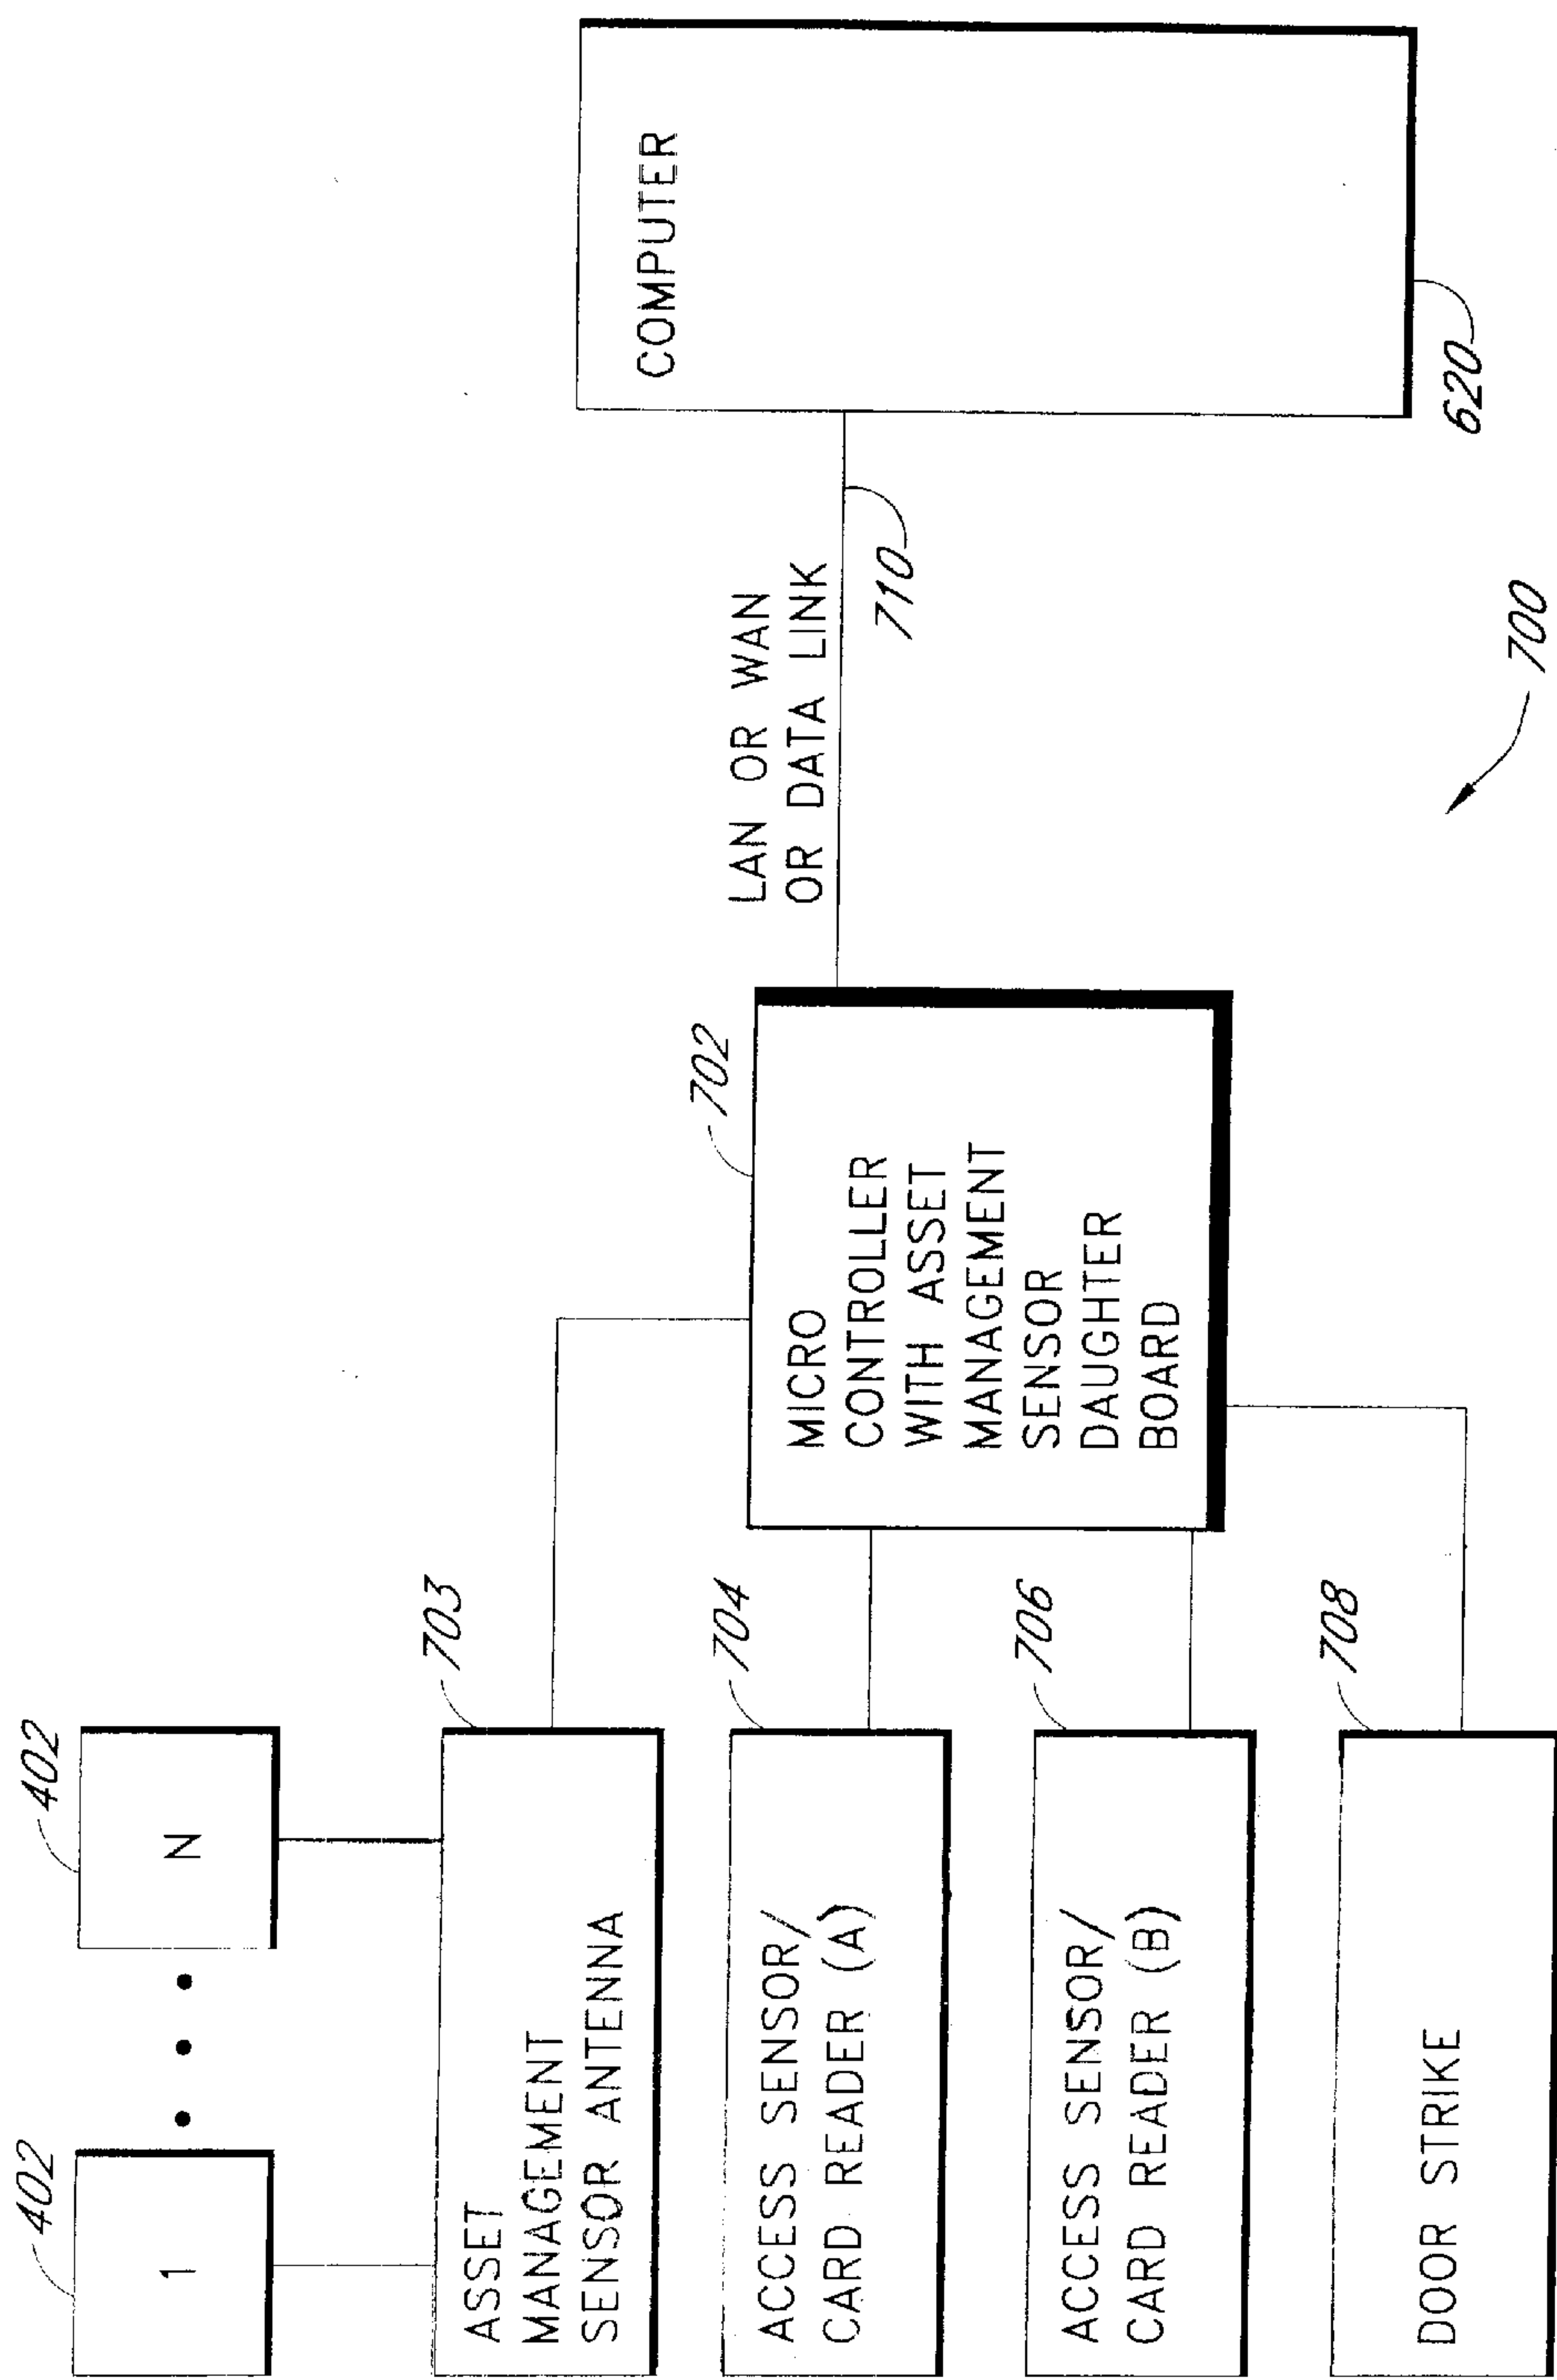 402
402
1
N
703
ASSET
MANAGEMENT
SENSOR ANTENNA
704
ACCESS SENSOR/
CARD READER (A)
706
ACCESS SENSOR/
CARD READER (B)
708
DOOR STRIKE
702
MICRO
CONTROLLER
WITH ASSET
MANAGEMENT
SENSOR
DAUGHTER
BOARD
LAN OR WAN
OR DATA LINK
710
COMPUTER
620
700